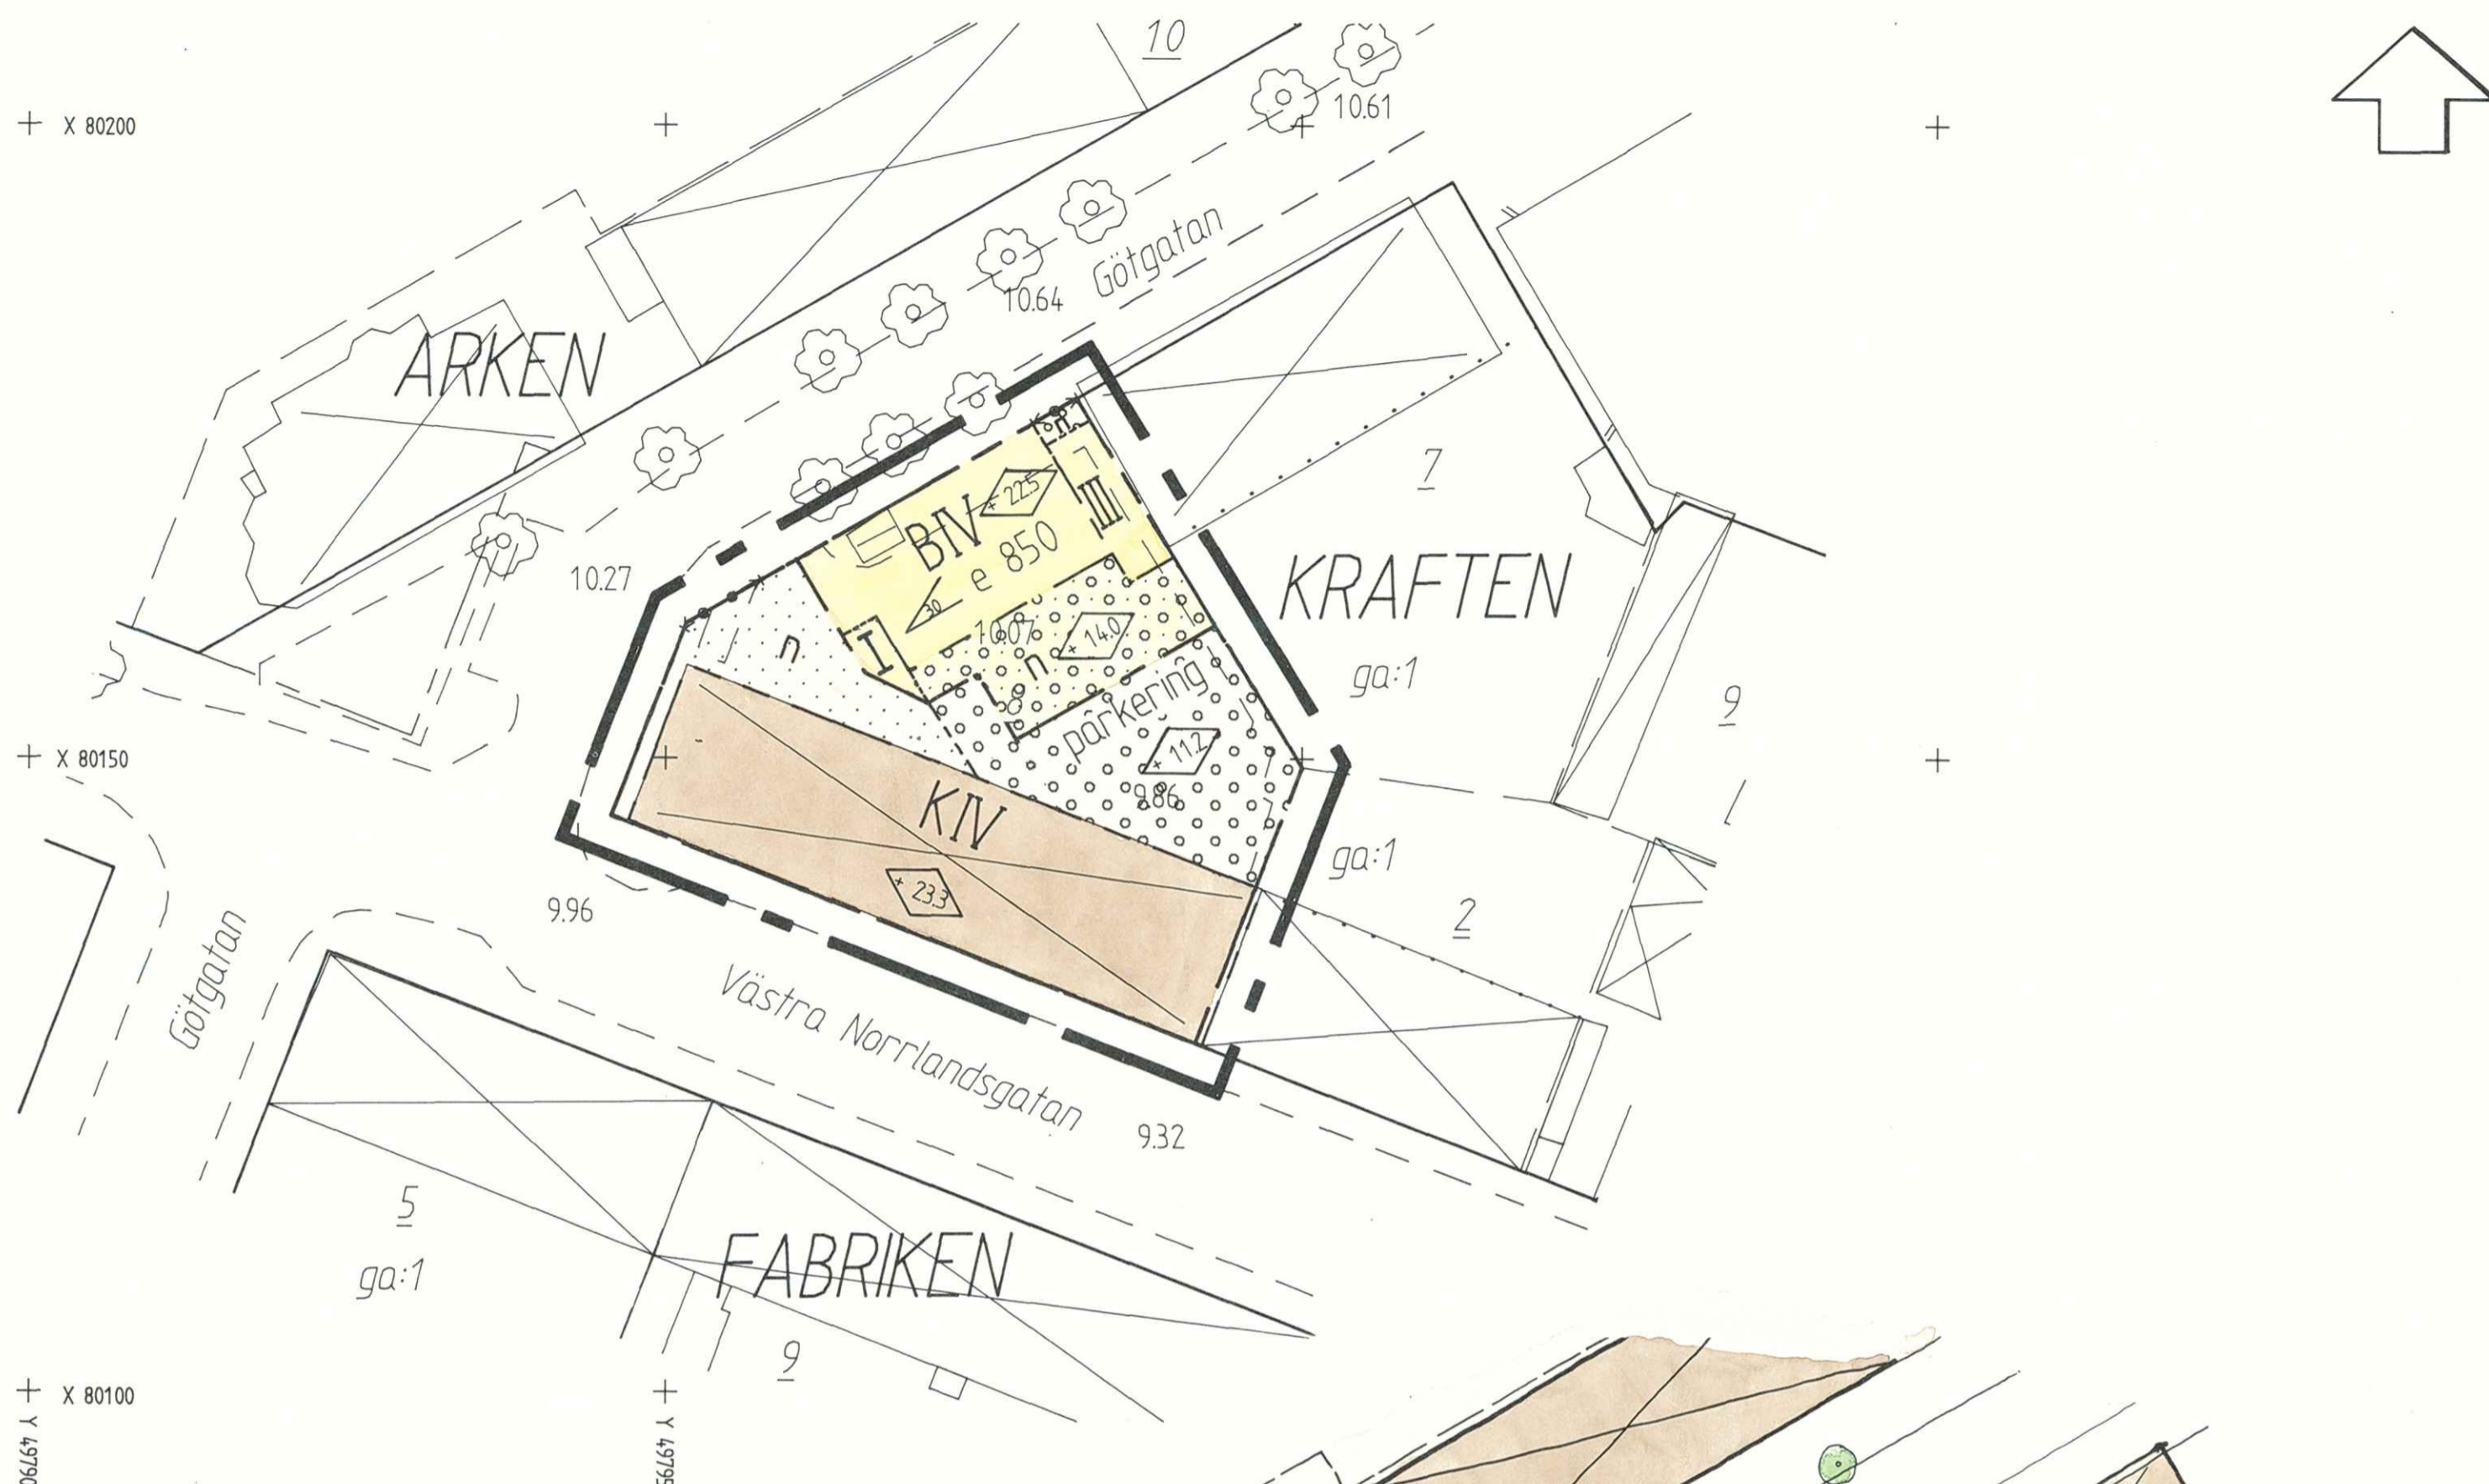 10
10.61
X 80200
Götgatan
10.64
ARKEN
7
+ 22.5
III
BIV
n
e 850
30
KRAFTEN
10.27
+ 14.0
10.07
n
I
n
ga:1
parkering
9
+ 11.2
X 80150
9.86
KIV
ga:1
+ 23.3
2
9.96
Götgatan
Västra Norrlandsgatan
9.32
5
FABRIKEN
ga:1
9
X 80100
Y 49790
Y 49795